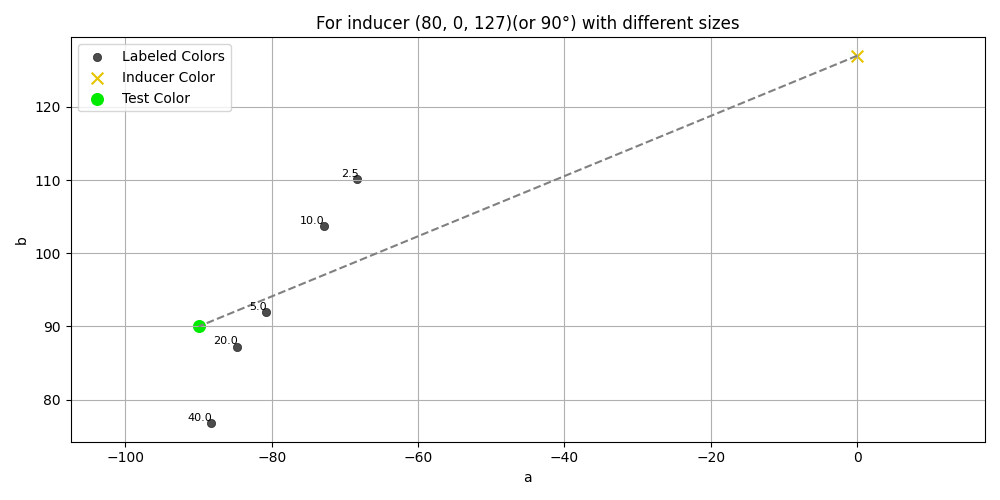 For inducer (80, 0, 127)(or 90°) with different sizes
Labeled Colors
Inducer Color
Test Color
b
120
110
100
90
80
2.5
10.0
5.0
20.0
40.0
−100
−80
−60
−40
−20
0
a